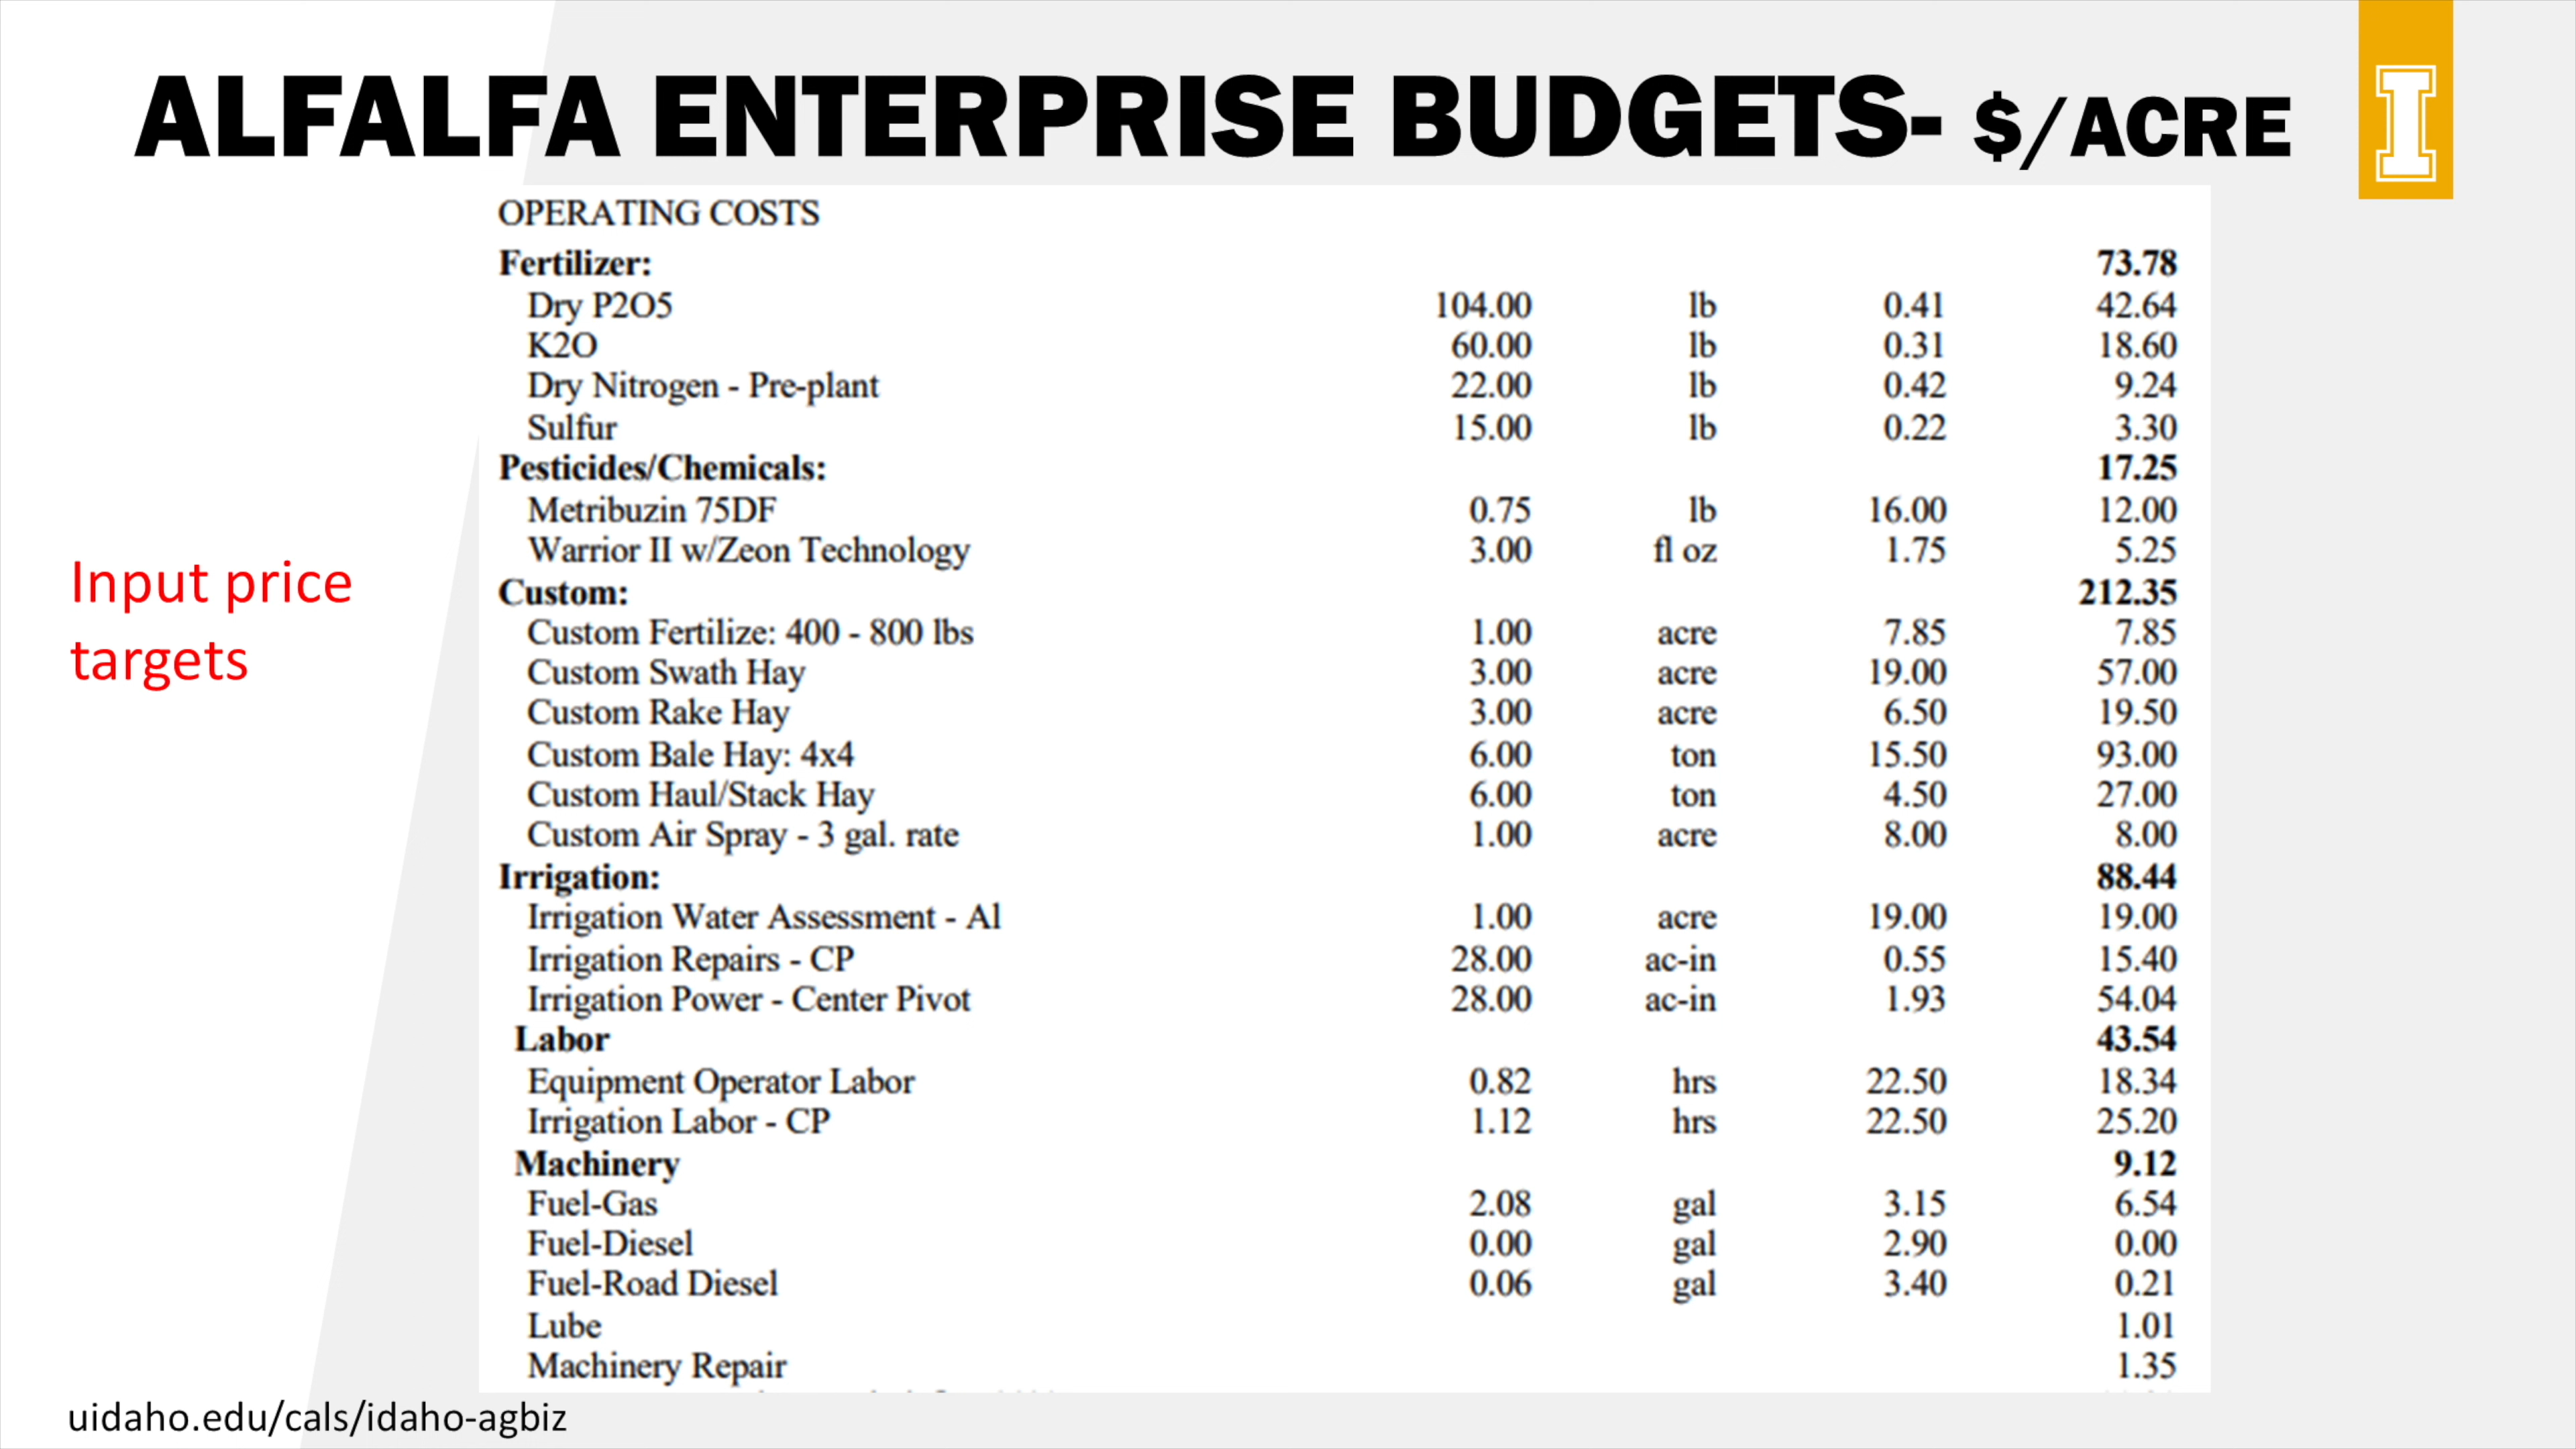 ALFALFA ENTERPRISE BUDGETS- $/ACRE
I
OPERATING COSTS
Fertilizer: 73.78
Dry P2O5 104.00 lb 0.41 42.64
K2O 60.00 lb 0.31 18.60
Dry Nitrogen - Pre-plant 22.00 lb 0.42 9.24
Sulfur 15.00 lb 0.22 3.30
Pesticides/Chemicals: 17.25
Metribuzin 75DF 0.75 lb 16.00 12.00
Warrior II w/Zeon Technology 3.00 fl oz 1.75 5.25
Custom: 212.35
Custom Fertilize: 400 - 800 lbs 1.00 acre 7.85 7.85
Custom Swath Hay 3.00 acre 19.00 57.00
Custom Rake Hay 3.00 acre 6.50 19.50
Custom Bale Hay: 4x4 6.00 ton 15.50 93.00
Custom Haul/Stack Hay 6.00 ton 4.50 27.00
Custom Air Spray - 3 gal. rate 1.00 acre 8.00 8.00
Irrigation: 88.44
Irrigation Water Assessment - Al 1.00 acre 19.00 19.00
Irrigation Repairs - CP 28.00 ac-in 0.55 15.40
Irrigation Power - Center Pivot 28.00 ac-in 1.93 54.04
Labor 43.54
Equipment Operator Labor 0.82 hrs 22.50 18.34
Irrigation Labor - CP 1.12 hrs 22.50 25.20
Machinery 9.12
Fuel-Gas 2.08 gal 3.15 6.54
Fuel-Diesel 0.00 gal 2.90 0.00
Fuel-Road Diesel 0.06 gal 3.40 0.21
Lube 1.01
Machinery Repair 1.35
Input price
targets
uidaho.edu/cals/idaho-agbiz